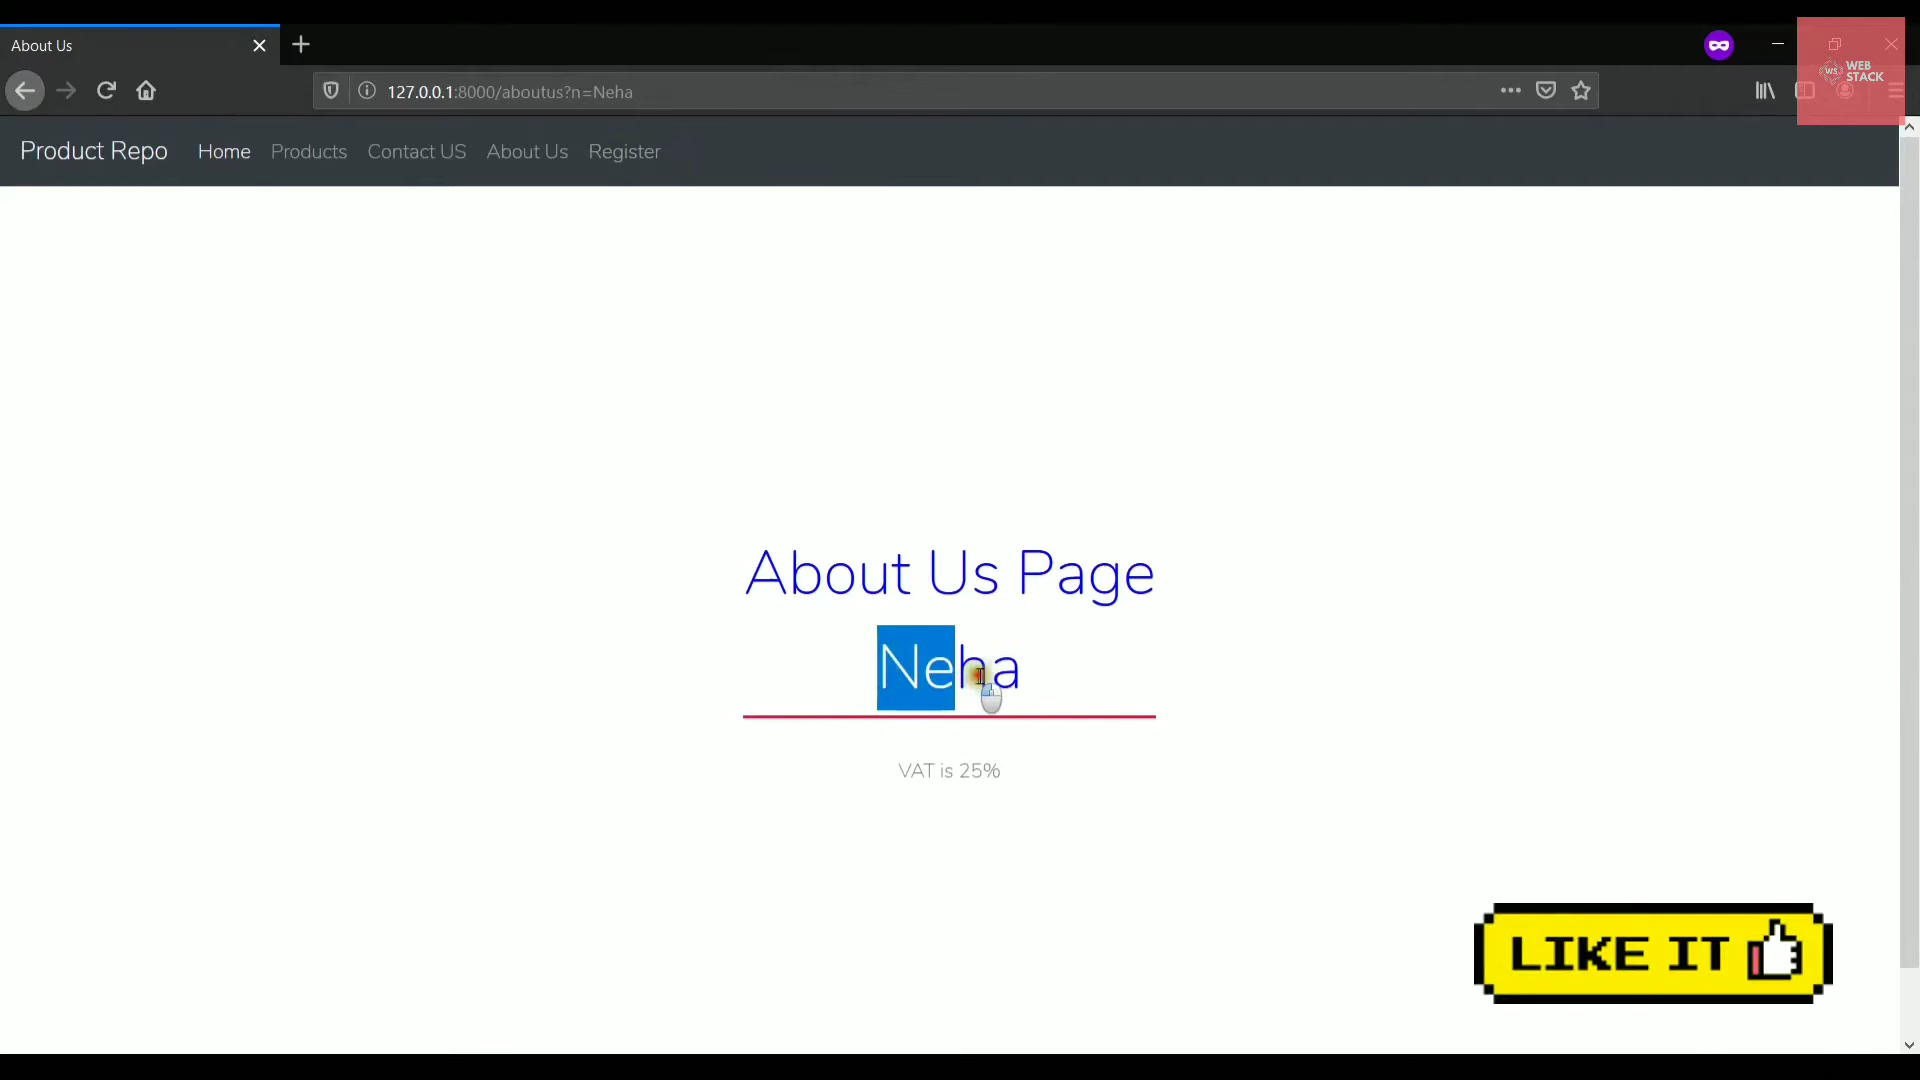 About Us
127.0.0.1:8000/aboutus?n=Neha
WS WEB
STACK
Product Repo Home Products Contact US About Us Register
About Us Page
Neha
VAT is 25%
LIKE IT